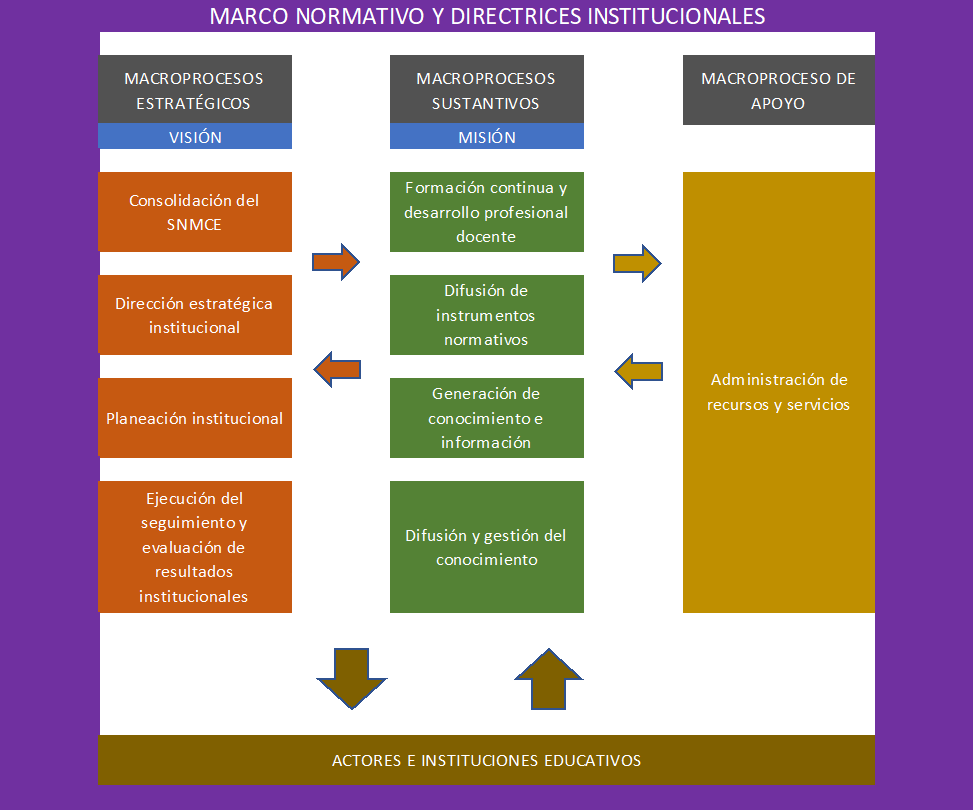 MARCO NORMATIVO Y DIRECTRICES INSTITUCIONALES
MACROPROCESOS
ESTRATÉGICOS
VISIÓN
Consolidación del
SNMCE
Dirección estratégica
institucional
Planeación institucional
Ejecución del
seguimiento y
evaluación de
resultados
institucionales
MACROPROCESOS
SUSTANTIVOS
MISIÓN
Formación continua y
desarrollo profesional
docente
Difusión de
instrumentos
normativos
Generación de
conocimiento e
información
Difusión y gestión del
conocimiento
MACROPROCESO DE
APOYO
Administración de
recursos y servicios
ACTORES E INSTITUCIONES EDUCATIVOS